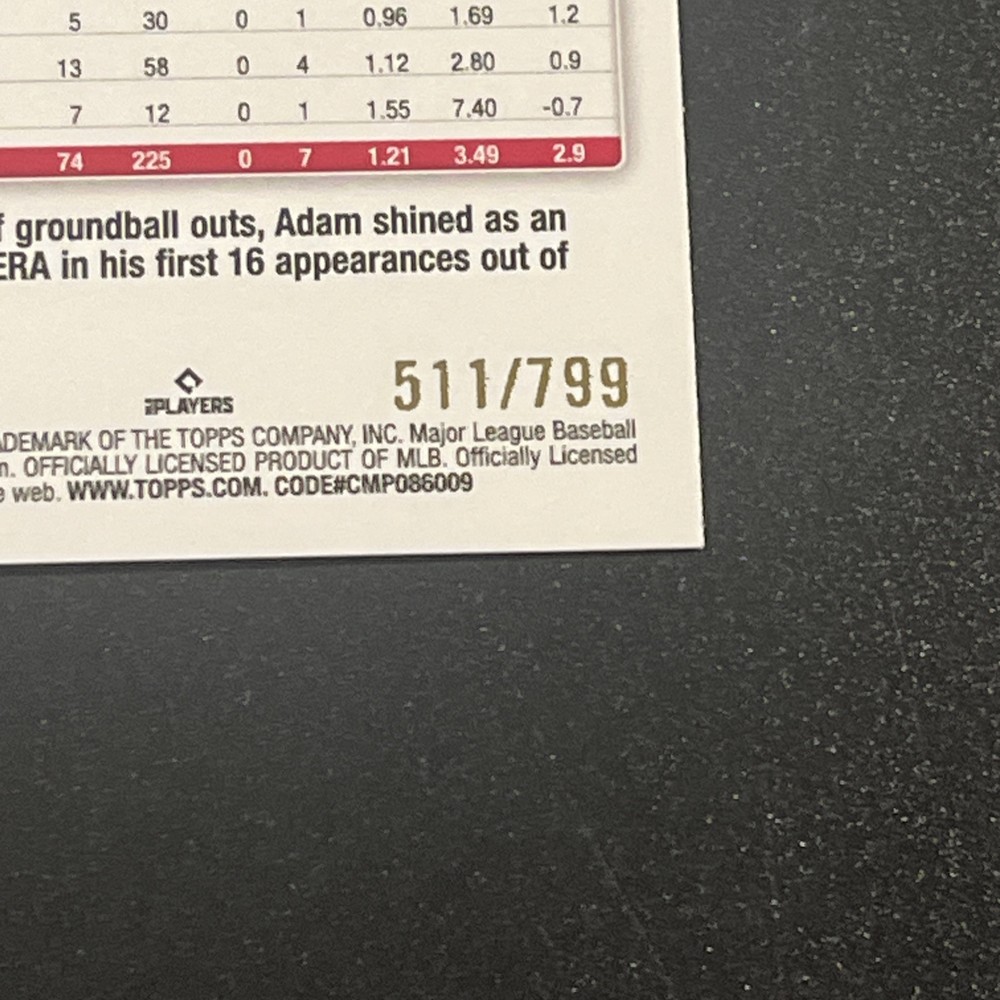 5 30 0 1 0.96 1.69 1.2
13 58 0 4 1.12 2.80 0.9
7 12 0 1 1.55 7.40 -0.7
74 225 0 7 1.21 3.49 2.9
f groundball outs, Adam shined as an
ERA in his first 16 appearances out of
PLAYERS
511/799
ADEMARK OF THE TOPPS COMPANY, INC. Major League Baseball
n. OFFICIALLY LICENSED PRODUCT OF MLB. Officially Licensed
e web. WWW.TOPPS.COM. CODE#CMP086009